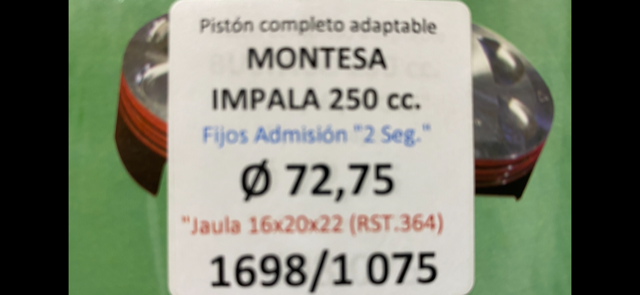 Pistón completo adaptable
MONTESA
IMPALA 250 cc.
Fijos Admisión "2 Seg."
Ø 72,75
"Jaula 16x20x22 (RST.364)
1698/1 075